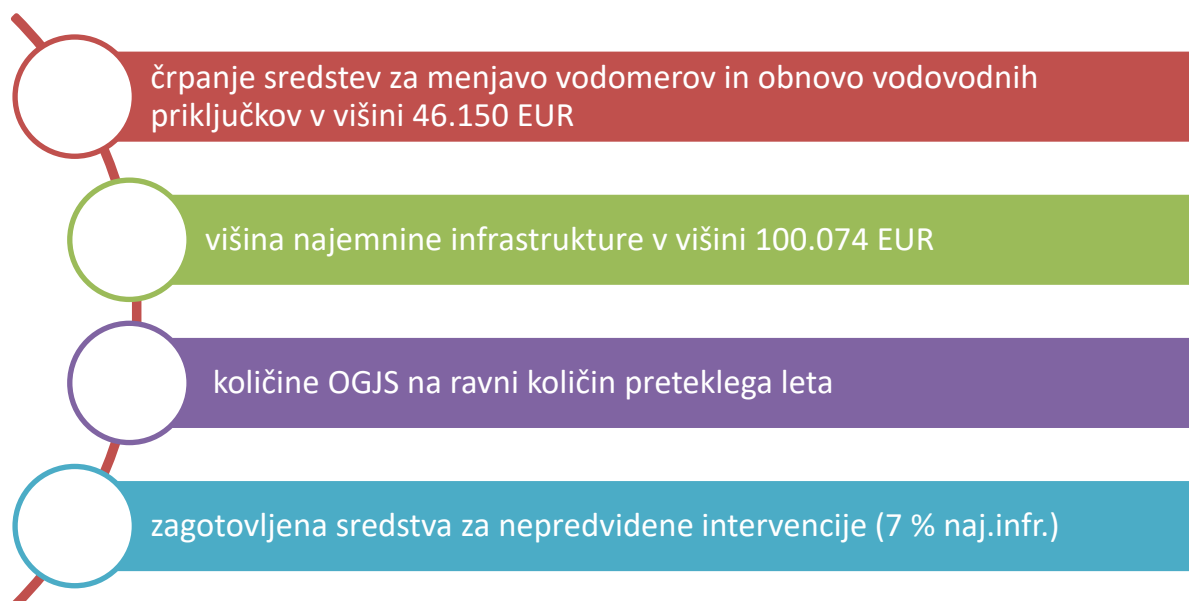 črpanje sredstev za menjavo vodomerov in obnovo vodovodnih
priključkov v višini 46.150 EUR
višina najemnine infrastrukture v višini 100.074 EUR
količine OGJS na ravni količin preteklega leta
zagotovljena sredstva za nepredvidene intervencije (7 % naj.infr.)